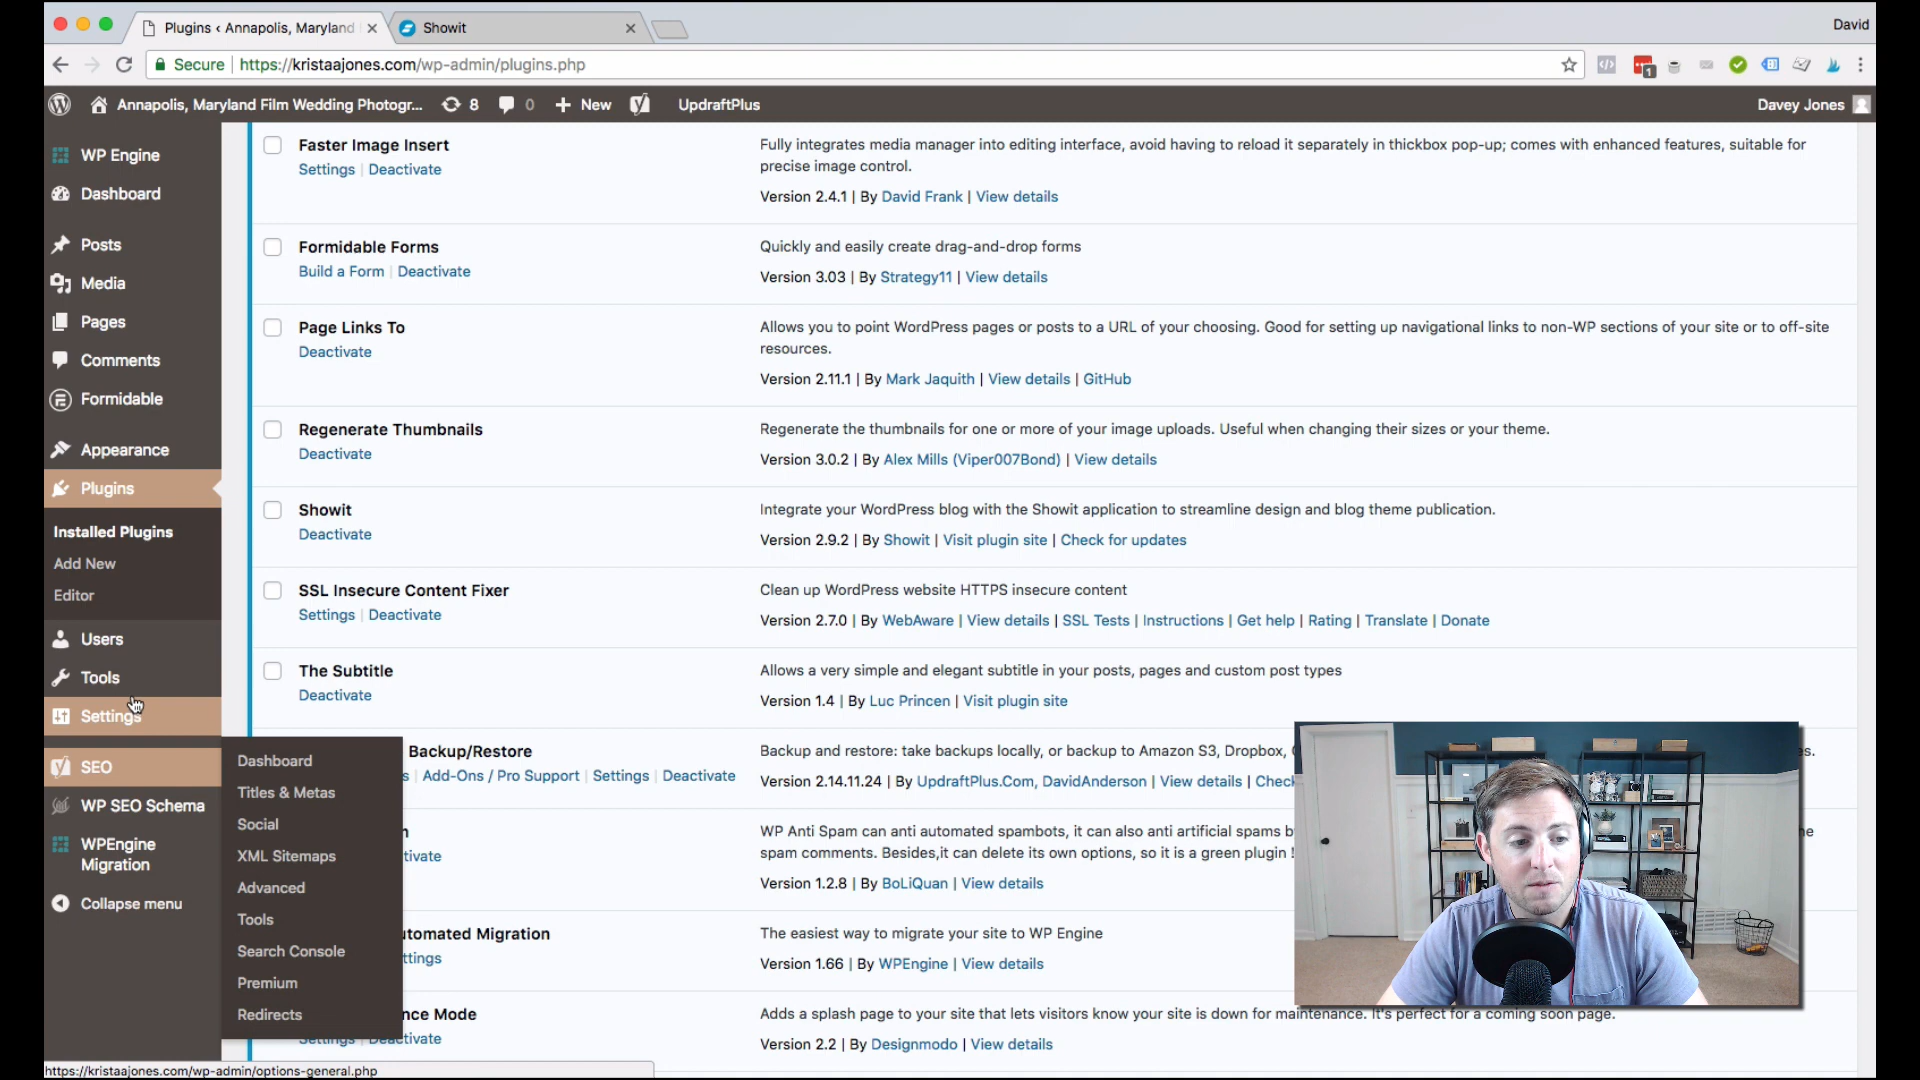 Plugins ‹ Annapolis, Maryland
Showit
David
Secure
https://kristaajones.com/wp-admin/plugins.php
1
Annapolis, Maryland Film Wedding Photogr...
8
0
New
UpdraftPlus
Davey Jones
WP Engine
Dashboard
Posts
Media
Pages
Comments
Formidable
Appearance
Plugins
Installed Plugins
Add New
Editor
Users
Tools
Settings
SEO
WP SEO Schema
WPEngine
Migration
Collapse menu
Dashboard
Titles & Metas
Social
XML Sitemaps
Advanced
Tools
Search Console
Premium
Redirects
Faster Image Insert
Settings | Deactivate
Fully integrates media manager into editing interface, avoid having to reload it separately in thickbox pop-up; comes with enhanced features, suitable for
precise image control.
Version 2.4.1 | By David Frank | View details
Formidable Forms
Build a Form | Deactivate
Quickly and easily create drag-and-drop forms
Version 3.03 | By Strategy11 | View details
Page Links To
Deactivate
Allows you to point WordPress pages or posts to a URL of your choosing. Good for setting up navigational links to non-WP sections of your site or to off-site
resources.
Version 2.11.1 | By Mark Jaquith | View details | GitHub
Regenerate Thumbnails
Deactivate
Regenerate the thumbnails for one or more of your image uploads. Useful when changing their sizes or your theme.
Version 3.0.2 | By Alex Mills (Viper007Bond) | View details
Showit
Deactivate
Integrate your WordPress blog with the Showit application to streamline design and blog theme publication.
Version 2.9.2 | By Showit | Visit plugin site | Check for updates
SSL Insecure Content Fixer
Settings | Deactivate
Clean up WordPress website HTTPS insecure content
Version 2.7.0 | By WebAware | View details | SSL Tests | Instructions | Get help | Rating | Translate | Donate
The Subtitle
Deactivate
Allows a very simple and elegant subtitle in your posts, pages and custom post types
Version 1.4 | By Luc Princen | Visit plugin site
Backup/Restore
| Add-Ons / Pro Support | Settings | Deactivate
Backup and restore: take backups locally, or backup to Amazon S3, Dropbox,
Version 2.14.11.24 | By UpdraftPlus.Com, DavidAnderson | View details | Check
WP Anti Spam can anti automated spambots, it can also anti artificial spams
spam comments. Besides,it can delete its own options, so it is a green plugin !
Version 1.2.8 | By BoLiQuan | View details
utomated Migration
ttings
The easiest way to migrate your site to WP Engine
Version 1.66 | By WPEngine | View details
nce Mode
Settings | Deactivate
Adds a splash page to your site that lets visitors know your site is down for maintenance. It's perfect for a coming soon page.
Version 2.2 | By Designmodo | View details
https://kristaajones.com/wp-admin/options-general.php